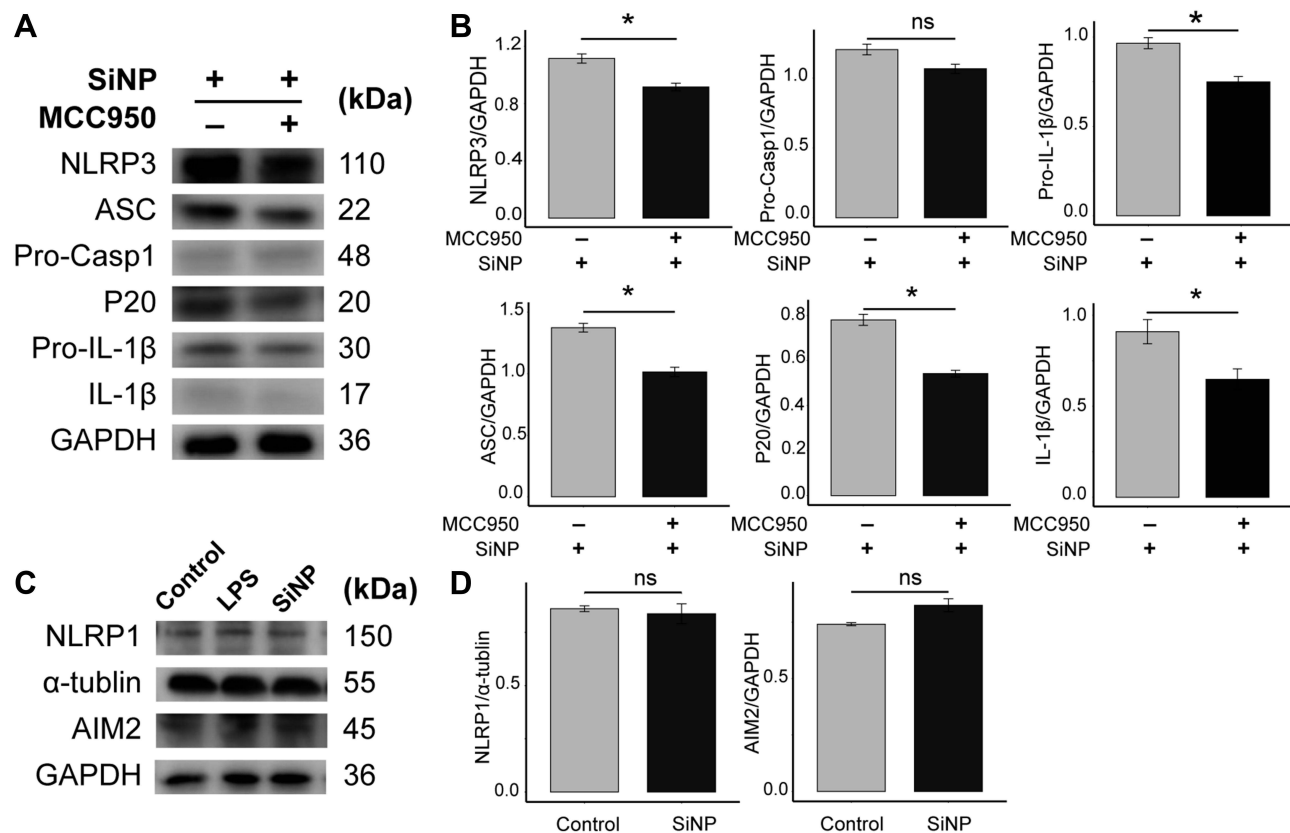 A
SiNP + +
MCC950 – +
(kDa)
NLRP3 110
ASC 22
Pro-Casp1 48
P20 20
Pro-IL-1β 30
IL-1β 17
GAPDH 36
B
*
NLRP3/GAPDH
1.2
0.8
0.4
0.0
MCC950 – +
SiNP + +
ns
Pro-Casp1/GAPDH
1.0
0.5
0.0
MCC950 – +
SiNP + +
*
Pro-IL-1β/GAPDH
1.0
0.5
0.0
MCC950 – +
SiNP + +
*
ASC/GAPDH
1.5
1.0
0.5
0.0
MCC950 – +
SiNP + +
*
P20/GAPDH
0.8
0.6
0.4
0.2
0.0
MCC950 – +
SiNP + +
*
IL-1β/GAPDH
1.0
0.5
0.0
MCC950 – +
SiNP + +
C
Control LPS SiNP (kDa)
NLRP1 150
α-tublin 55
AIM2 45
GAPDH 36
D
ns
NLRP1/α-tublin
0.5
0.0
Control SiNP
ns
AIM2/GAPDH
0.5
0.0
Control SiNP